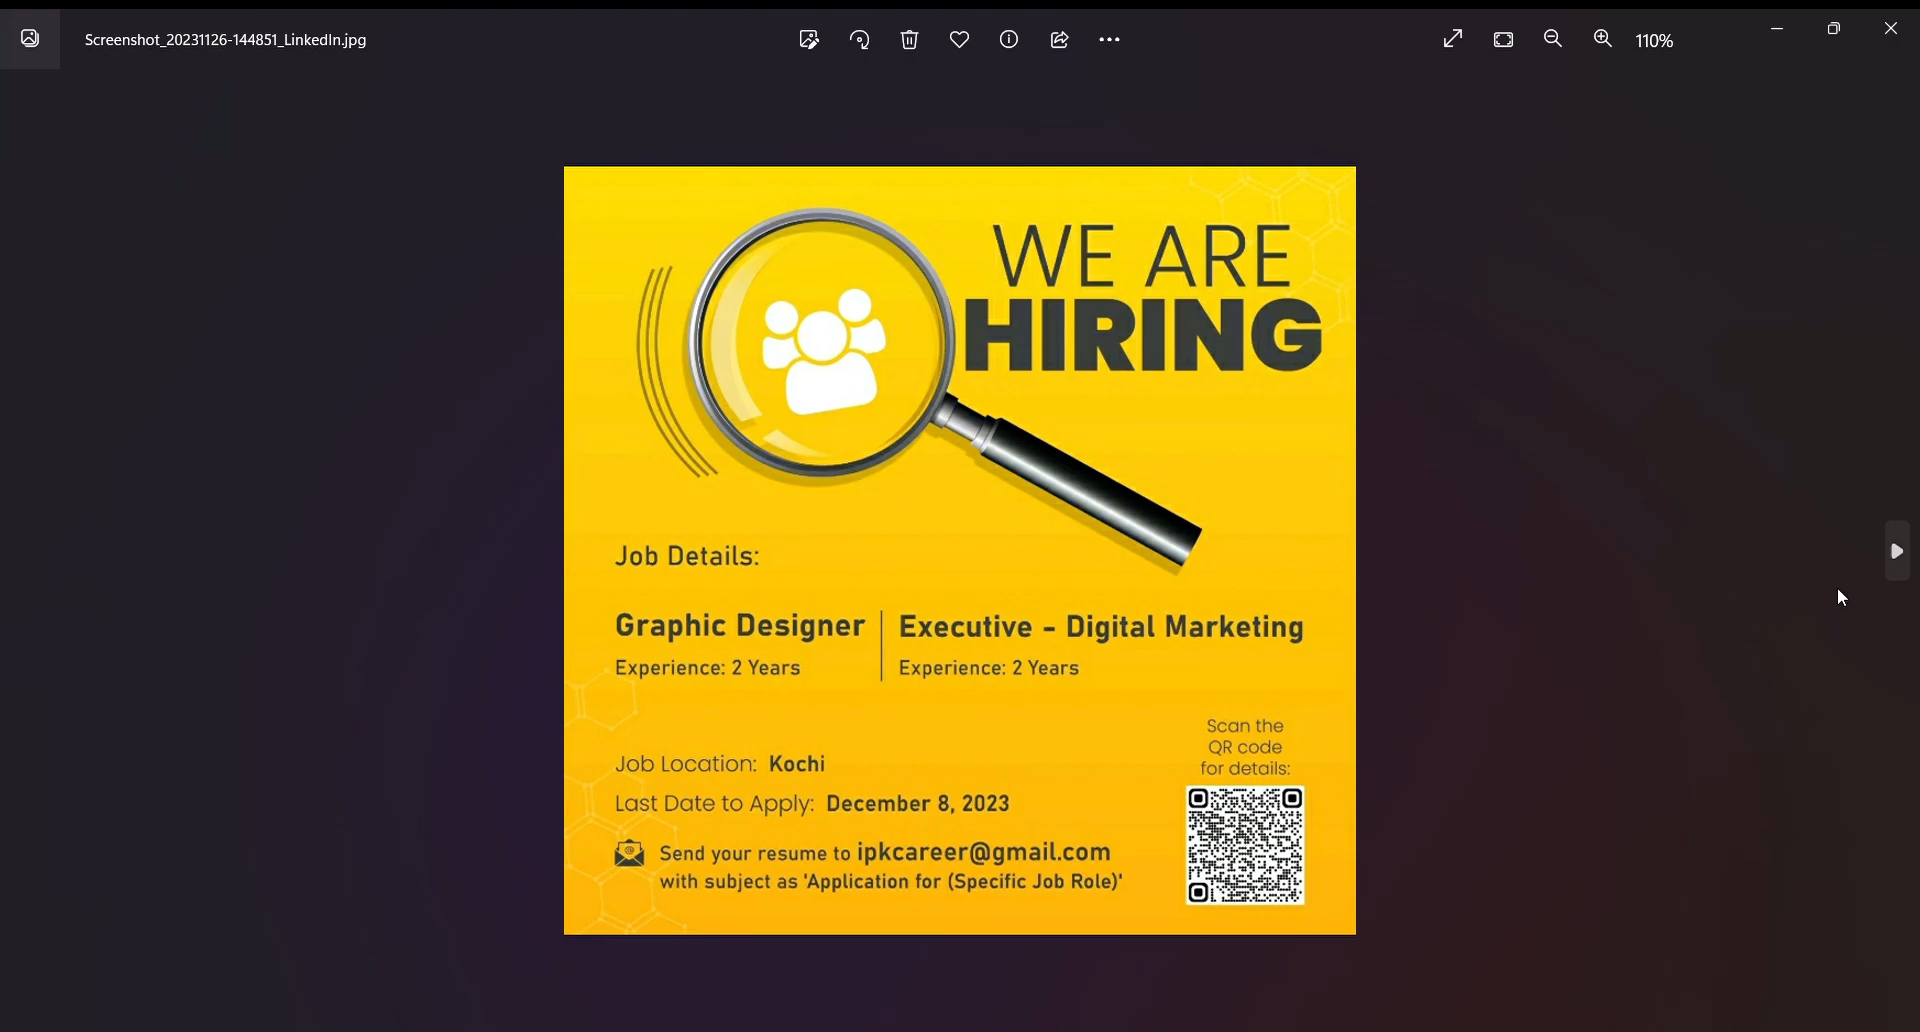 Screenshot_20231126-144851_LinkedIn.jpg
110%
WE ARE
HIRING
Job Details:
Graphic Designer
Experience: 2 Years
Executive - Digital Marketing
Experience: 2 Years
Scan the
QR code
for details:
Job Location: Kochi
Last Date to Apply: December 8, 2023
Send your resume to ipkcareer@gmail.com
with subject as 'Application for (Specific Job Role)'